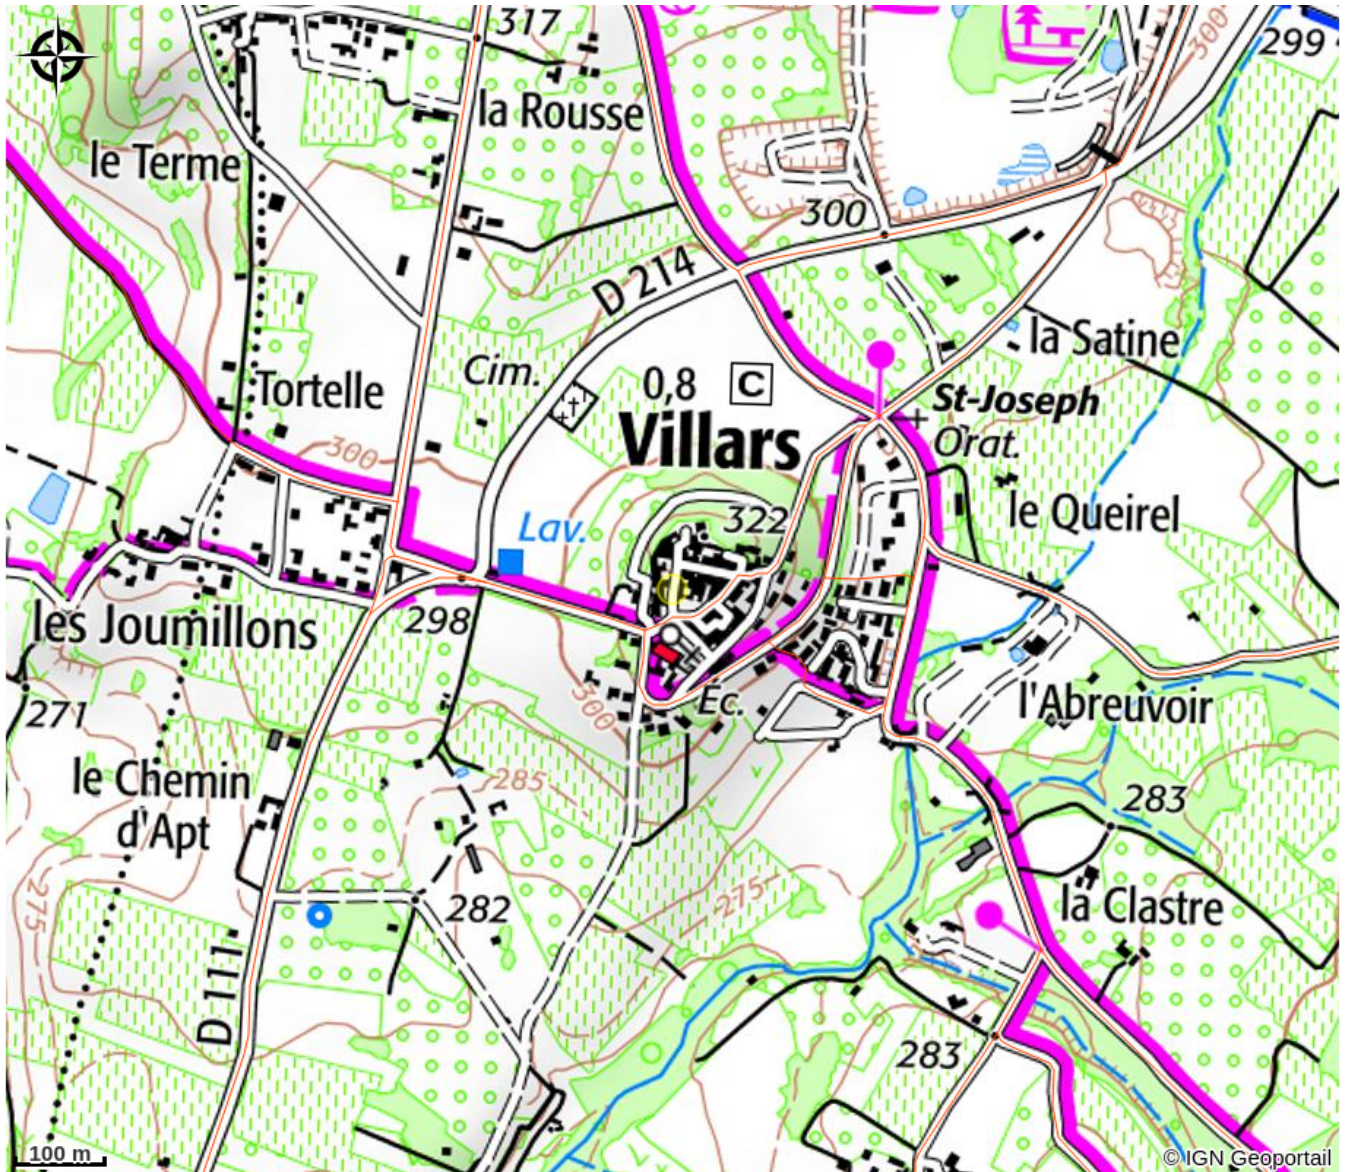 317
299
300
la Rousse
le Terme
300
D 214
la Satine
Cim.
0,8
C
Tortelle
St-Joseph
Villars
Orat.
300
322
le Queirel
Lav.
298
les Joumillons
Ec.
300
l'Abreuvoir
271
285
le Chemin
d'Apt
283
275
275
282
la Clastre
D 111
283
100 m
© IGN Geoportail